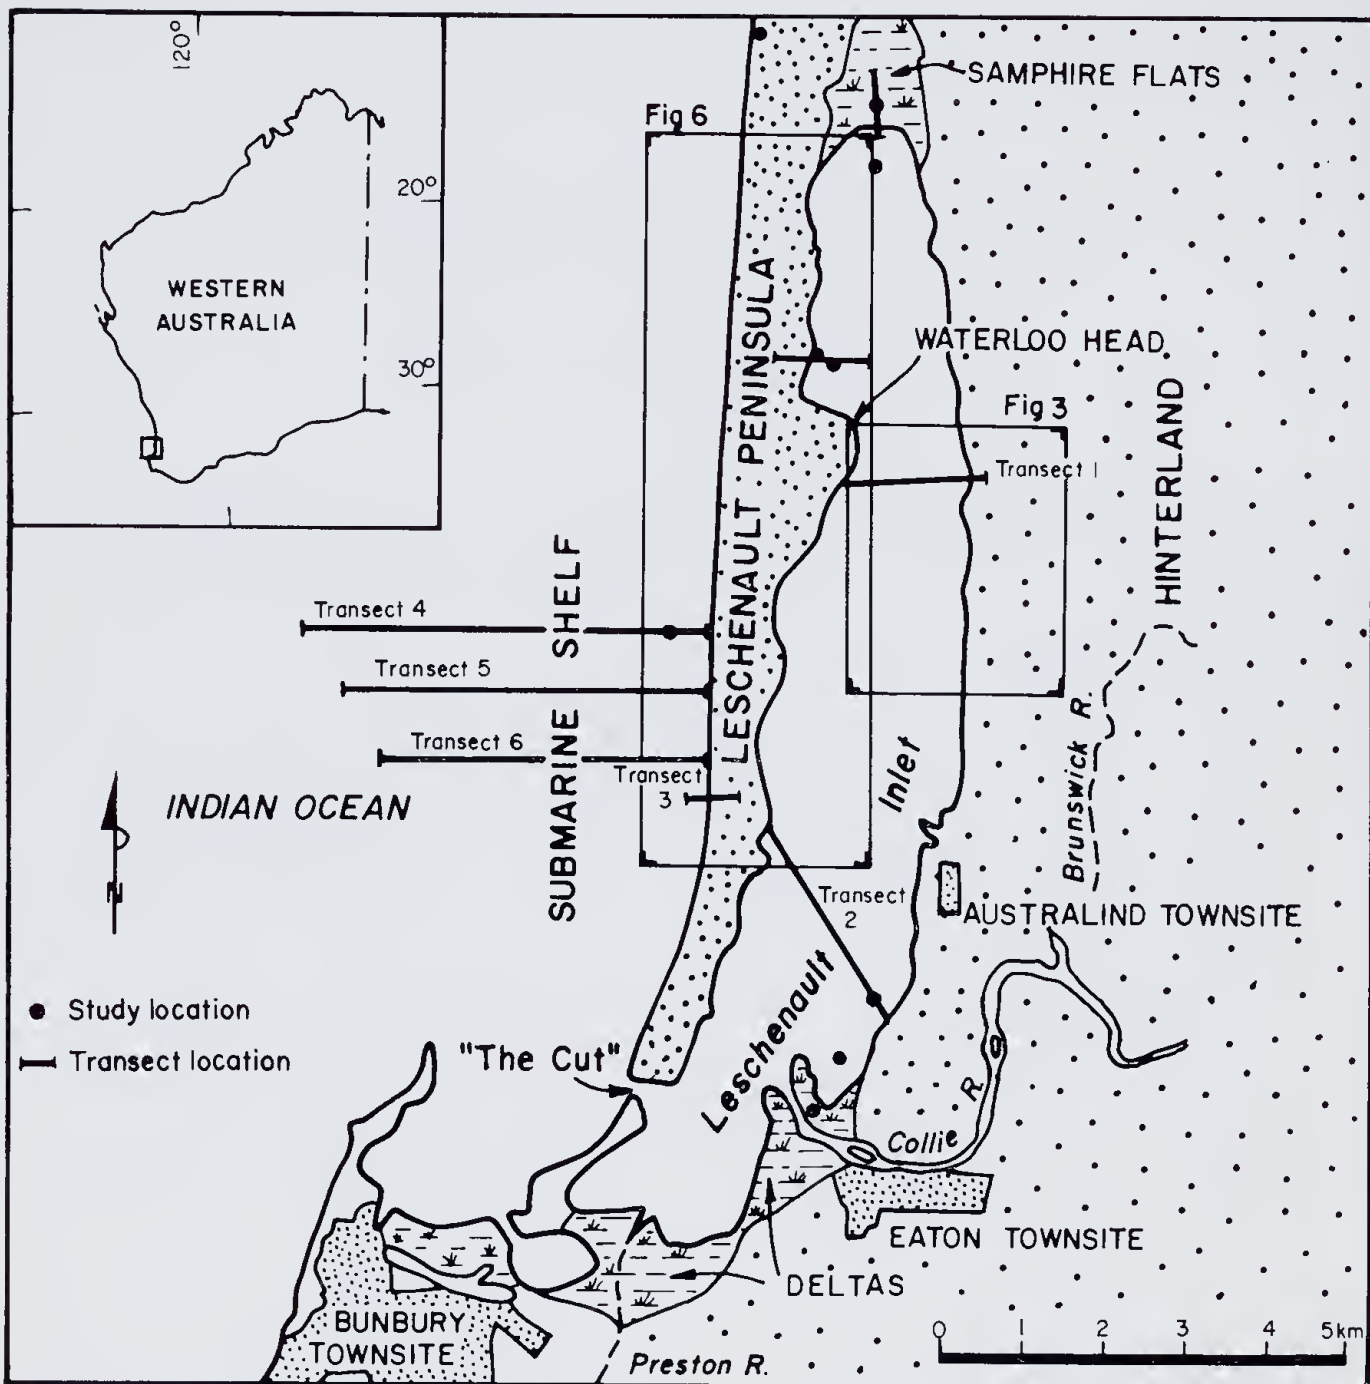 120°
20°
30°
WESTERN
AUSTRALIA
SAMPHIRE FLATS
Fig 6
WATERLOO HEAD
Fig 3
Transect 1
HINTERLAND
LESCHENAULT PENINSULA
SUBMARINE SHELF
Transect 4
Transect 5
Transect 6
Transect
3
INDIAN OCEAN
N
Leschenault Inlet
Brunswick R.
Transect
2
AUSTRALIND TOWNSITE
Study location
Transect location
"The Cut"
Collie R.
EATON TOWNSITE
DELTAS
BUNBURY
TOWNSITE
Preston R.
0 1 2 3 4 5km